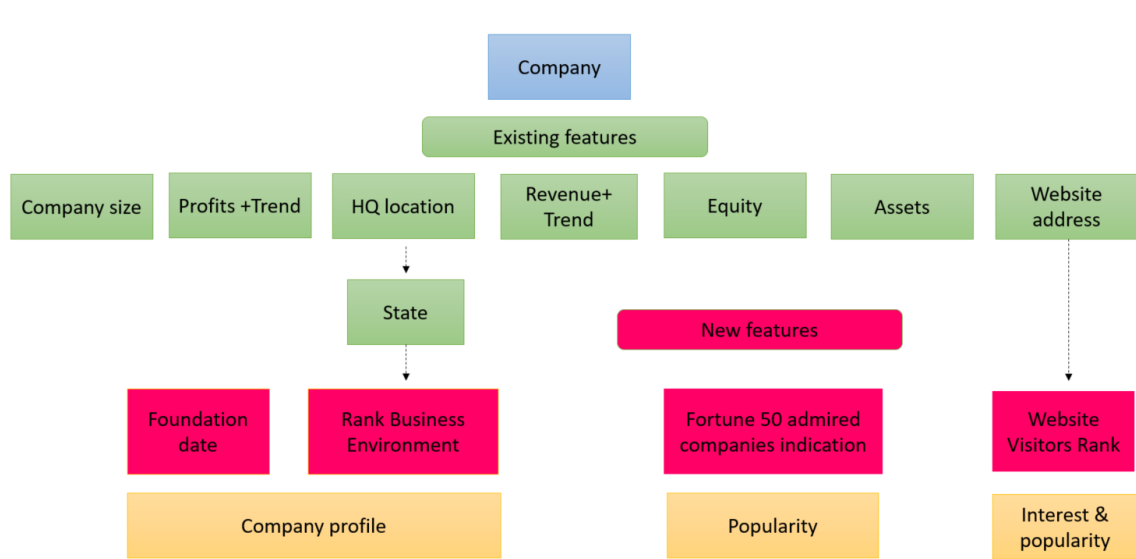 Company
Existing features
Company size
Profits +Trend
HQ location
Revenue+
Trend
Equity
Assets
Website
address
State
New features
Foundation
date
Rank Business
Environment
Fortune 50 admired
companies indication
Website
Visitors Rank
Company profile
Popularity
Interest &
popularity